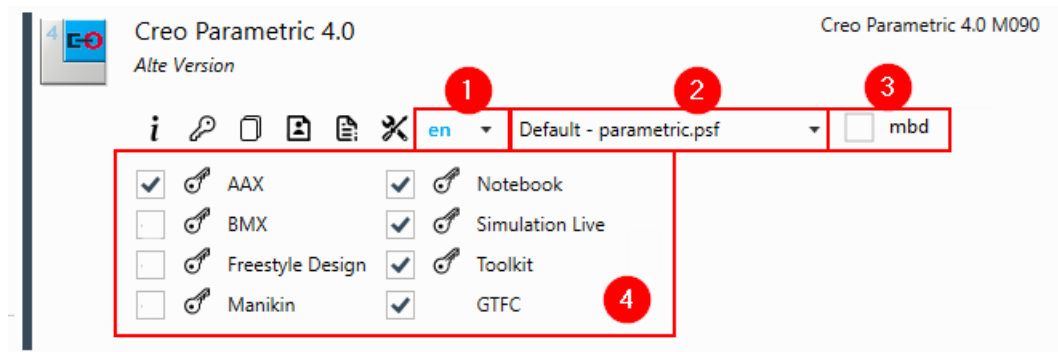 4
Creo Parametric 4.0
Creo Parametric 4.0 M090
Alte Version
1
2
3
i
en
Default - parametric.psf
mbd
AAX
Notebook
BMX
Simulation Live
Freestyle Design
Toolkit
Manikin
GTFC
4